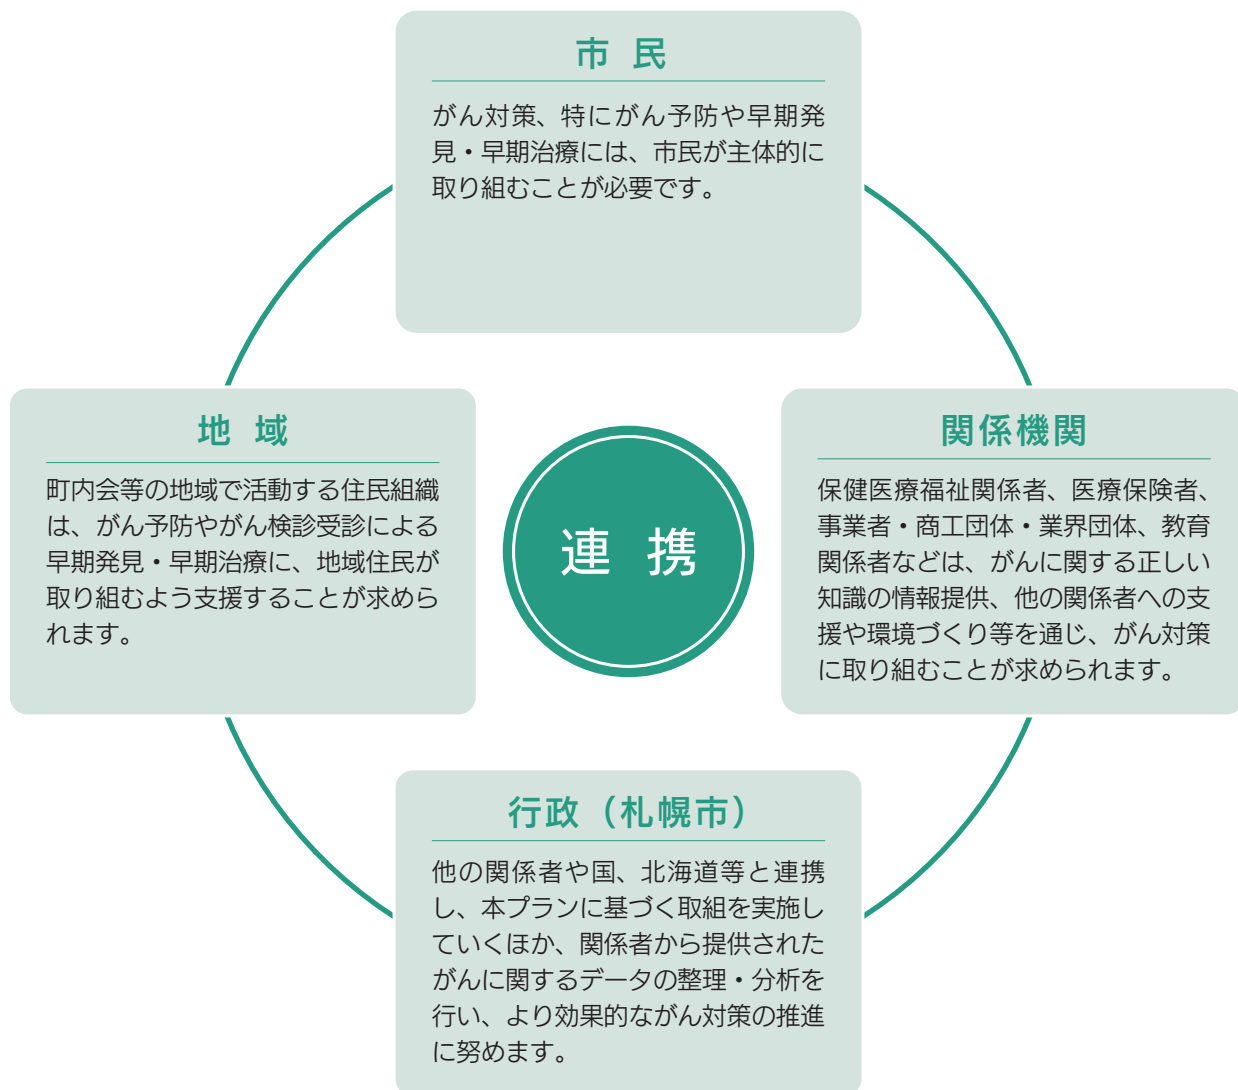 市 民
がん対策、特にがん予防や早期発
見・早期治療には、市民が主体的に
取り組むことが必要です。
地 域
町内会等の地域で活動する住民組織
は、がん予防やがん検診受診による
早期発見・早期治療に、地域住民が
取り組むよう支援することが求めら
れます。
連 携
関係機関
保健医療福祉関係者、医療保険者、
事業者・商工団体・業界団体、教育
関係者などは、がんに関する正しい
知識の情報提供、他の関係者への支
援や環境づくり等を通じ、がん対策
に取り組むことが求められます。
行政（札幌市）
他の関係者や国、北海道等と連携
し、本プランに基づく取組を実施し
ていくほか、関係者から提供された
がんに関するデータの整理・分析を
行い、より効果的ながん対策の推進
に努めます。